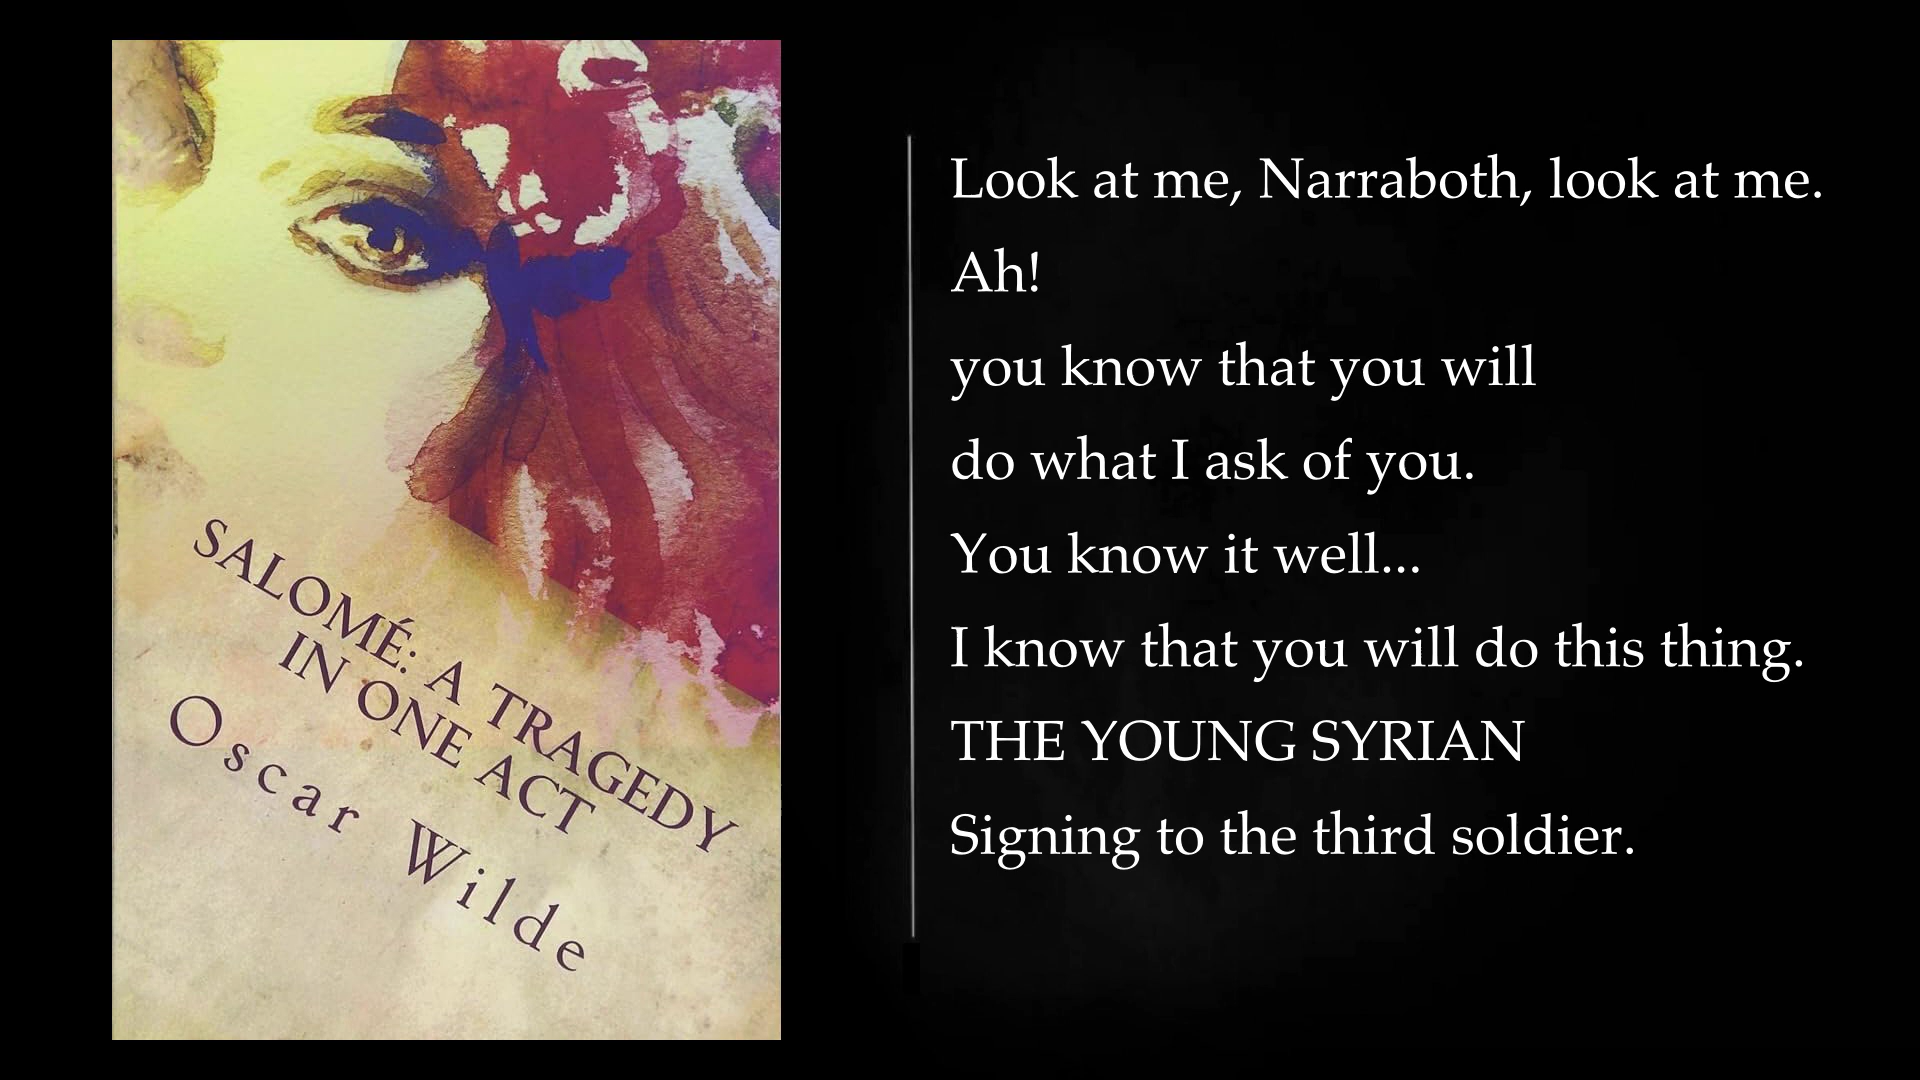 SALOMÉ: A TRAGEDY
IN ONE ACT
Oscar Wilde
Look at me, Narraboth, look at me.
Ah!
you know that you will
do what I ask of you.
You know it well...
I know that you will do this thing.
THE YOUNG SYRIAN
Signing to the third soldier.